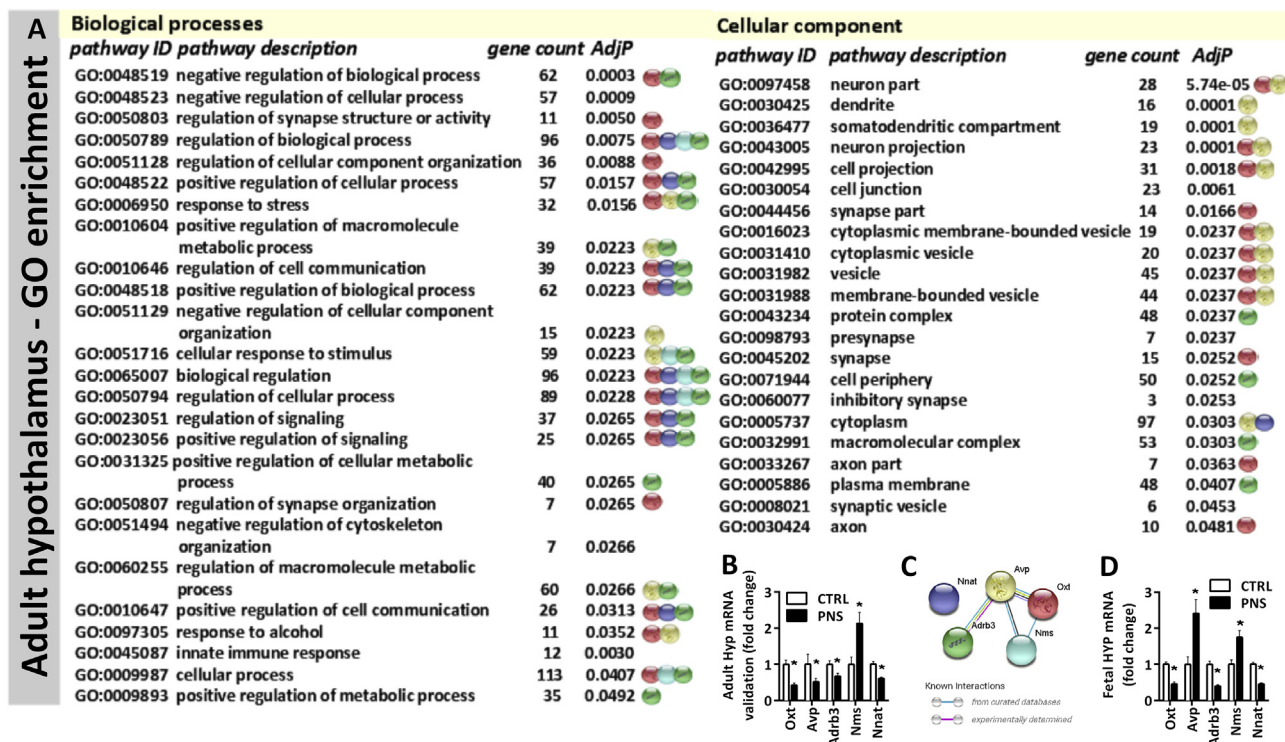 Adult hypothalamus - GO enrichment
A
Biological processes
pathway ID pathway description gene count AdjP
GO:0048519 negative regulation of biological process 62 0.0003
GO:0048523 negative regulation of cellular process 57 0.0009
GO:0050803 regulation of synapse structure or activity 11 0.0050
GO:0050789 regulation of biological process 96 0.0075
GO:0051128 regulation of cellular component organization 36 0.0088
GO:0048522 positive regulation of cellular process 57 0.0157
GO:0006950 response to stress 32 0.0156
GO:0010604 positive regulation of macromolecule
metabolic process 39 0.0223
GO:0010646 regulation of cell communication 39 0.0223
GO:0048518 positive regulation of biological process 62 0.0223
GO:0051129 negative regulation of cellular component
organization 15 0.0223
GO:0051716 cellular response to stimulus 59 0.0223
GO:0065007 biological regulation 96 0.0223
GO:0050794 regulation of cellular process 89 0.0228
GO:0023051 regulation of signaling 37 0.0265
GO:0023056 positive regulation of signaling 25 0.0265
GO:0031325 positive regulation of cellular metabolic
process 40 0.0265
GO:0050807 regulation of synapse organization 7 0.0265
GO:0051494 negative regulation of cytoskeleton
organization 7 0.0266
GO:0060255 regulation of macromolecule metabolic
process 60 0.0266
GO:0010647 positive regulation of cell communication 26 0.0313
GO:0097305 response to alcohol 11 0.0352
GO:0045087 innate immune response 12 0.0030
GO:0009987 cellular process 113 0.0407
GO:0009893 positive regulation of metabolic process 35 0.0492
Cellular component
pathway ID pathway description gene count AdjP
GO:0097458 neuron part 28 5.74e-05
GO:0030425 dendrite 16 0.0001
GO:0036477 somatodendritic compartment 19 0.0001
GO:0043005 neuron projection 23 0.0001
GO:0042995 cell projection 31 0.0018
GO:0030054 cell junction 23 0.0061
GO:0044456 synapse part 14 0.0166
GO:0016023 cytoplasmic membrane-bounded vesicle 19 0.0237
GO:0031410 cytoplasmic vesicle 20 0.0237
GO:0031982 vesicle 45 0.0237
GO:0031988 membrane-bounded vesicle 44 0.0237
GO:0043234 protein complex 48 0.0237
GO:0098793 presynapse 7 0.0237
GO:0045202 synapse 15 0.0252
GO:0071944 cell periphery 50 0.0252
GO:0060077 inhibitory synapse 3 0.0253
GO:0005737 cytoplasm 97 0.0303
GO:0032991 macromolecular complex 53 0.0303
GO:0033267 axon part 7 0.0363
GO:0005886 plasma membrane 48 0.0407
GO:0008021 synaptic vesicle 6 0.0453
GO:0030424 axon 10 0.0481
B
Adult Hyp mRNA
validation (fold change)
3
2
1
0
CTRL
PNS
* * * * *
Oxt Avp Adrb3 Nms Nnat
C
Nnat
Avp
Oxt
Adrb3
Nms
Known Interactions
from curated databases
experimentally determined
D
Fetal HYP mRNA
(fold change)
3
2
1
0
CTRL
PNS
* * * * *
Oxt Avp Adrb3 Nms Nnat